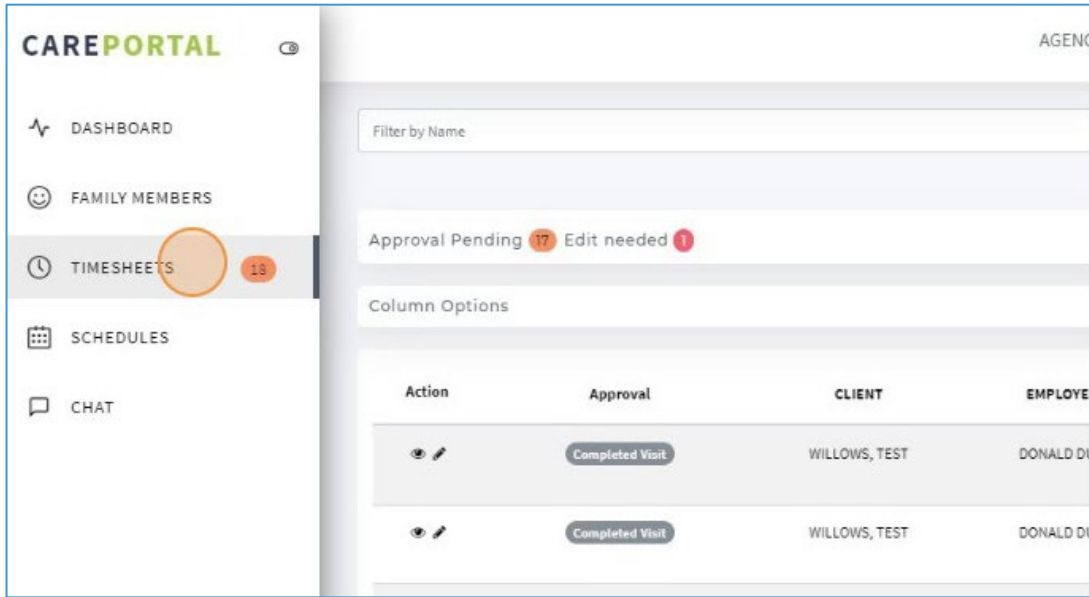 CAREPORTAL
DASHBOARD
FAMILY MEMBERS
TIMESHEETS 18
SCHEDULES
CHAT
AGENC
Filter by Name
Approval Pending 17 Edit needed 1
Column Options
Action Approval CLIENT EMPLOYE
Completed Visit WILLOWS, TEST DONALD DU
Completed Visit WILLOWS, TEST DONALD DU